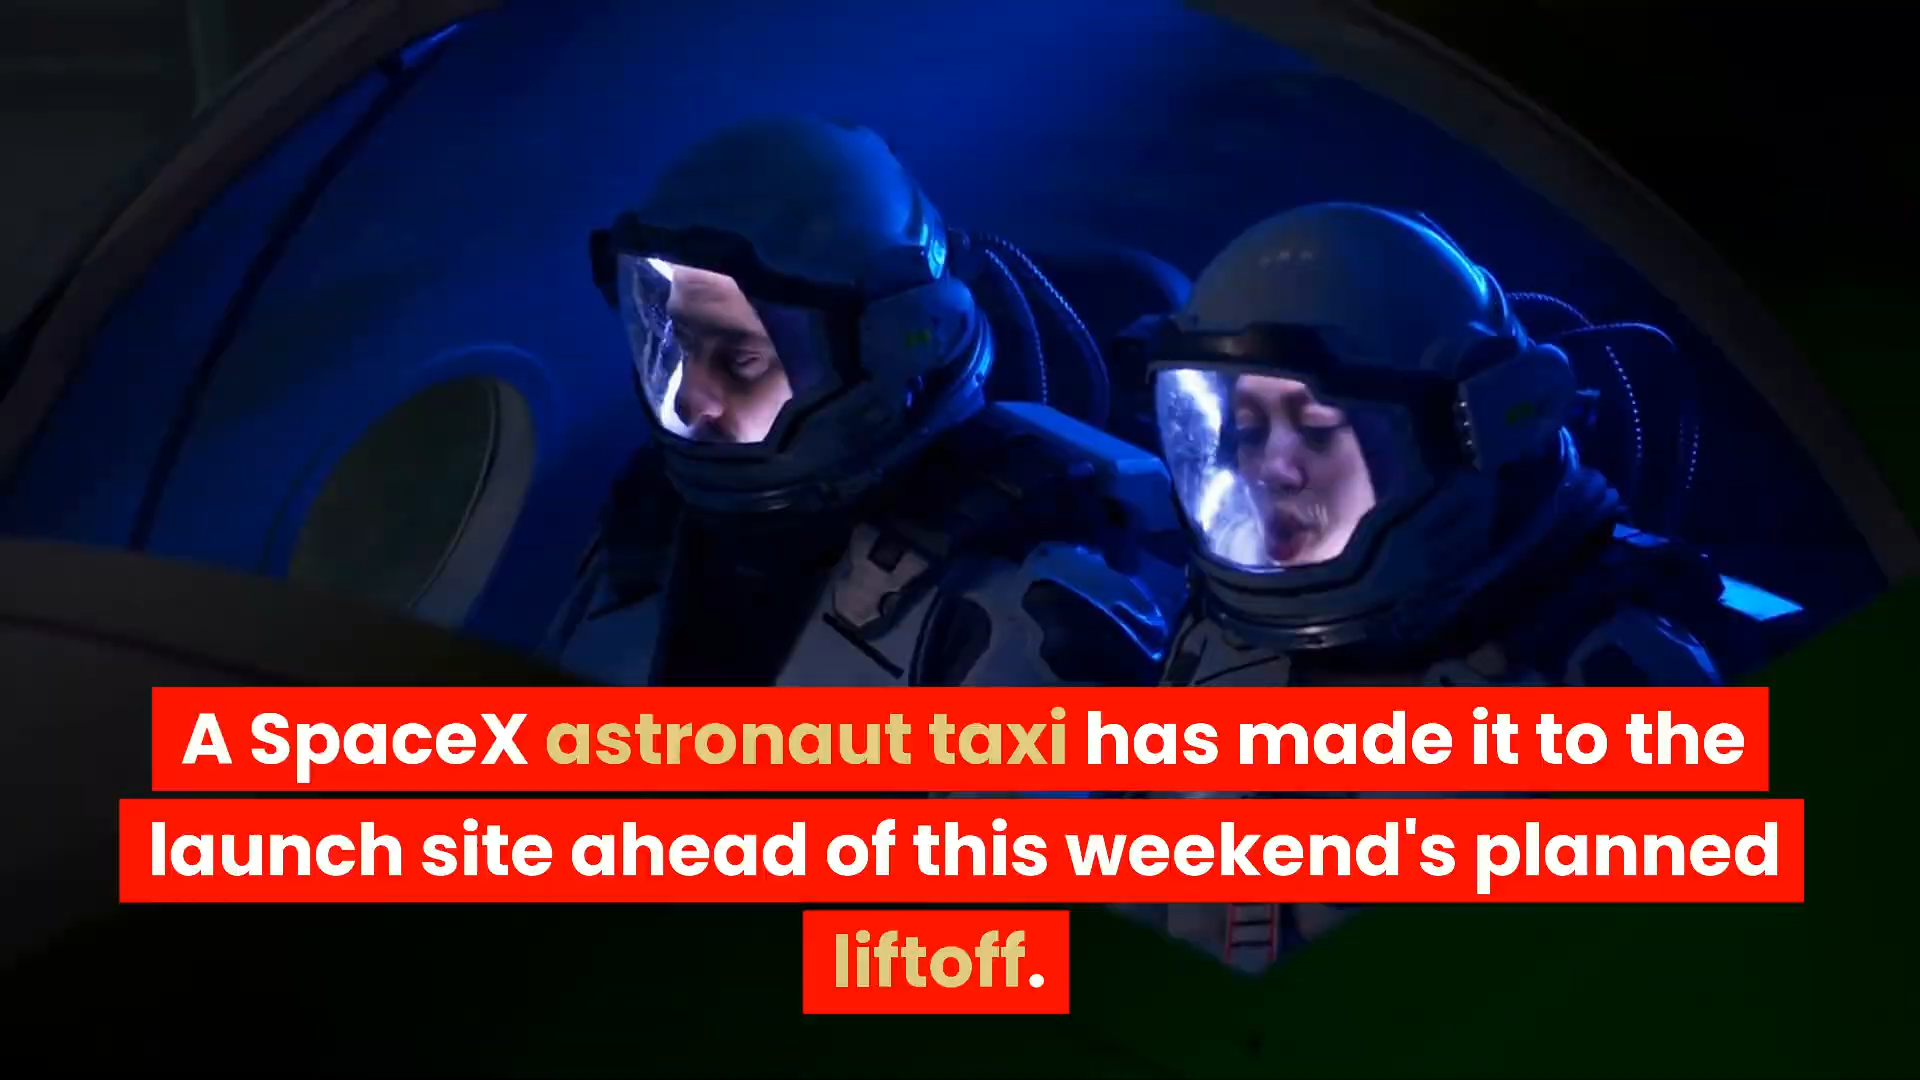 A SpaceX astronaut taxi has made it to the
launch site ahead of this weekend's planned
liftoff.